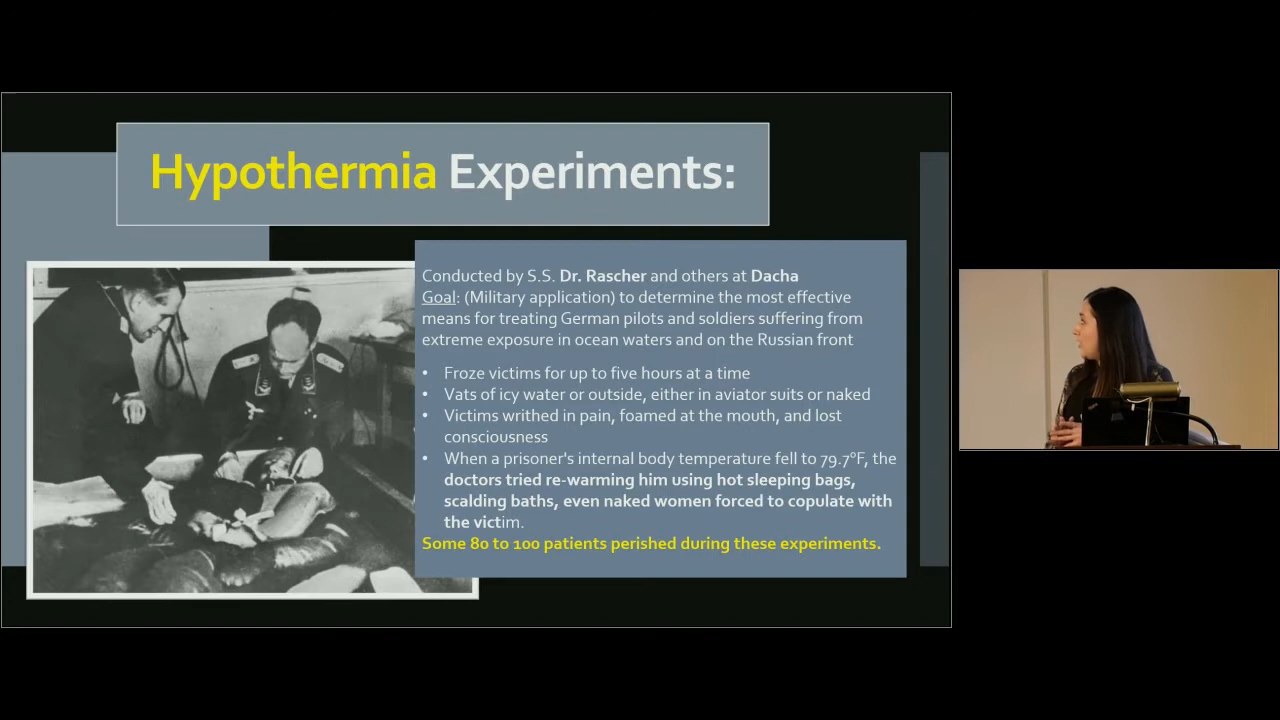 Hypothermia Experiments:
Conducted by S.S. Dr. Rascher and others at Dacha
Goal: (Military application) to determine the most effective
means for treating German pilots and soldiers suffering from
extreme exposure in ocean waters and on the Russian front
• Froze victims for up to five hours at a time
• Vats of icy water or outside, either in aviator suits or naked
• Victims writhed in pain, foamed at the mouth, and lost
consciousness
• When a prisoner's internal body temperature fell to 79.7°F, the
doctors tried re-warming him using hot sleeping bags,
scalding baths, even naked women forced to copulate with
the victim.
Some 80 to 100 patients perished during these experiments.